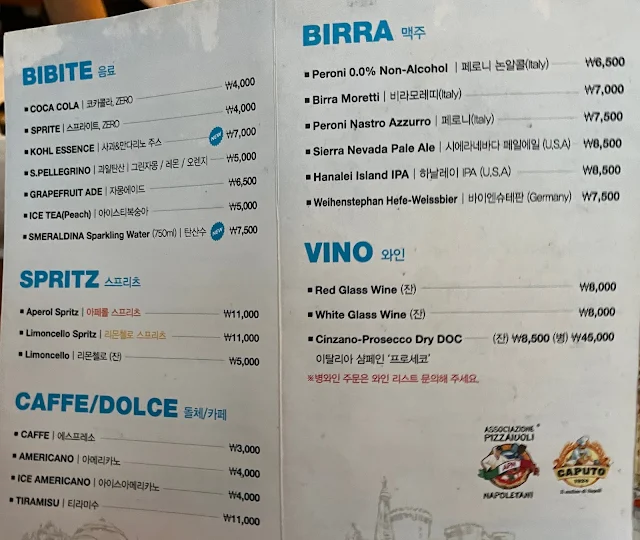 BIBITE 음료
COCA COLA | 코카콜라, ZERO ₩4,000
SPRITE | 스프라이트, ZERO ₩4,000
KOHL ESSENCE | 사과&만다리노 주스 NEW ₩7,000
S.PELLEGRINO | 과일탄산 | 그린자몽 / 레몬 / 오렌지 ₩5,000
GRAPEFRUIT ADE | 자몽에이드 ₩6,500
ICE TEA(Peach) | 아이스티복숭아 ₩5,000
SMERALDINA Sparkling Water (750ml) | 탄산수 NEW ₩7,500
SPRITZ 스프리츠
Aperol Spritz | 아페롤 스프리츠 ₩11,000
Limoncello Spritz | 리몬첼로 스프리츠 ₩11,000
Limoncello | 리몬첼로 (잔) ₩5,000
CAFFE/DOLCE 돌체/카페
CAFFE | 에스프레소 ₩3,000
AMERICANO | 아메리카노 ₩4,000
ICE AMERICANO | 아이스아메리카노 ₩4,000
TIRAMISU | 티라미수 ₩11,000
BIRRA 맥주
Peroni 0.0% Non-Alcohol | 페로니 논알콜(Italy) ₩6,500
Birra Moretti | 비라모레띠(Italy) ₩7,000
Peroni Nastro Azzurro | 페로니(Italy) ₩7,500
Sierra Nevada Pale Ale | 시에라네바다 페일에일 (U,S,A) ₩8,500
Hanalei Island IPA | 하날레이 IPA (U,S,A) ₩8,500
Weihenstephan Hefe-Weissbier | 바이엔슈테판 (Germany) ₩7,500
VINO 와인
Red Glass Wine (잔) ₩8,000
White Glass Wine (잔) ₩8,000
Cinzano-Prosecco Dry DOC (잔) ₩8,500 (병) ₩45,000
이탈리아 샴페인 '프로세코'
※병와인 주문은 와인 리스트 문의해 주세요.
ASSOCIAZIONE
PIZZAIUOLI
APN
NAPOLETANI
CAPUTO
1924
Il mulino di Napoli